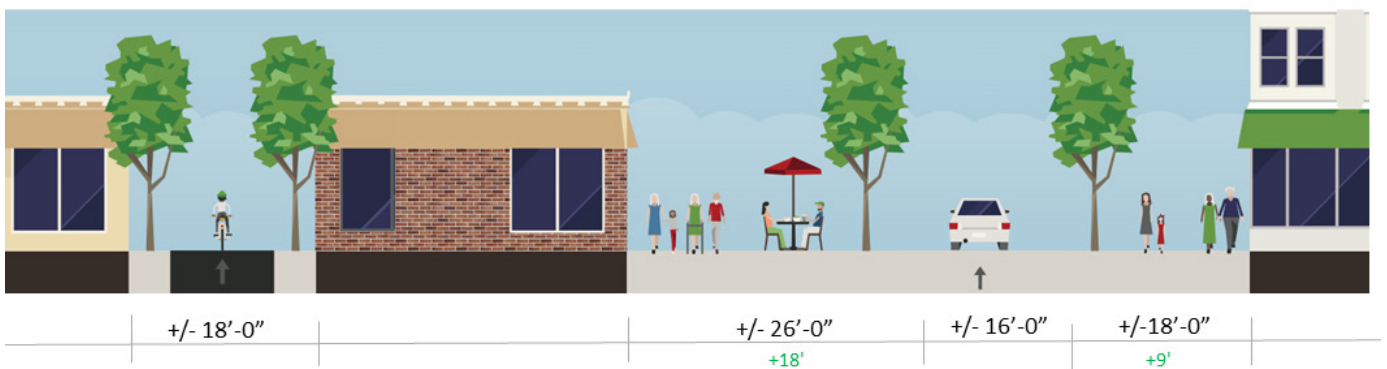 +/- 18’-0” +/- 26’-0” +/- 16’-0” +/-18’-0”
+18' +9'